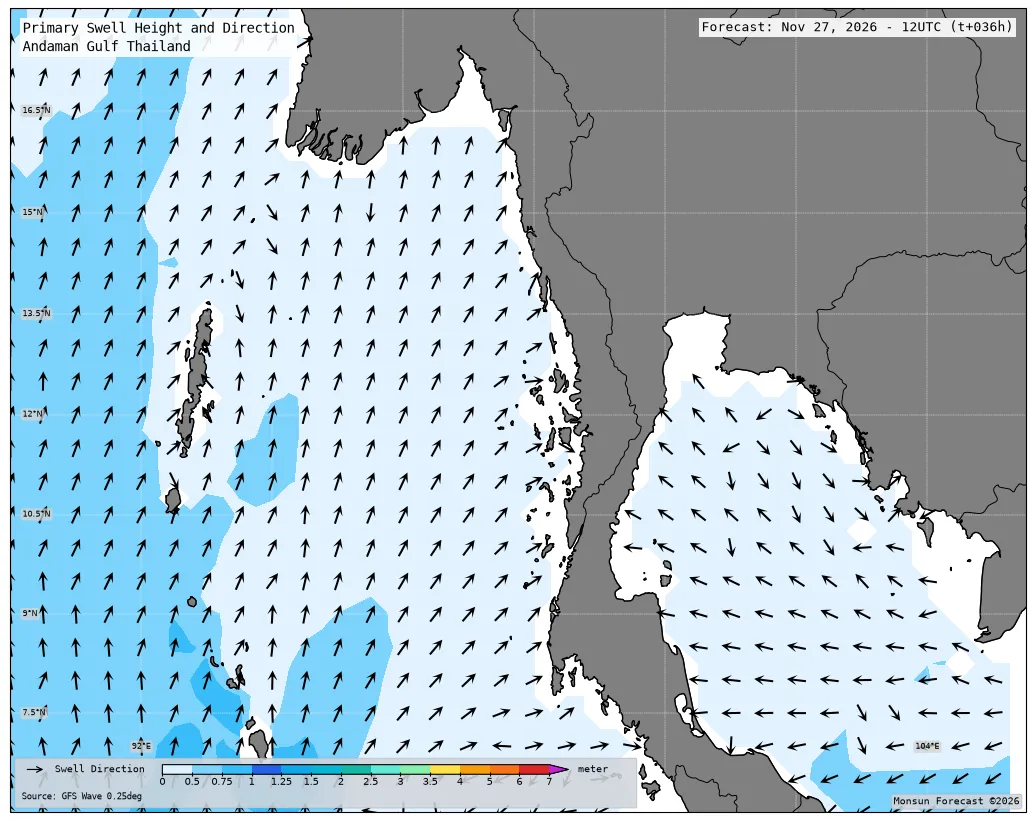 Primary Swell Height and Direction
Andaman Gulf Thailand
Forecast: Nov 27, 2026 - 12UTC (t+036h)
16.5°N
15°N
13.5°N
12°N
10.5°N
9°N
7.5°N
92°E
104°E
Swell Direction
meter
0 0.5 0.75 1 1.25 1.5 2 2.5 3 3.5 4 5 6 7
Source: GFS Wave 0.25deg
Monsun Forecast ©2026